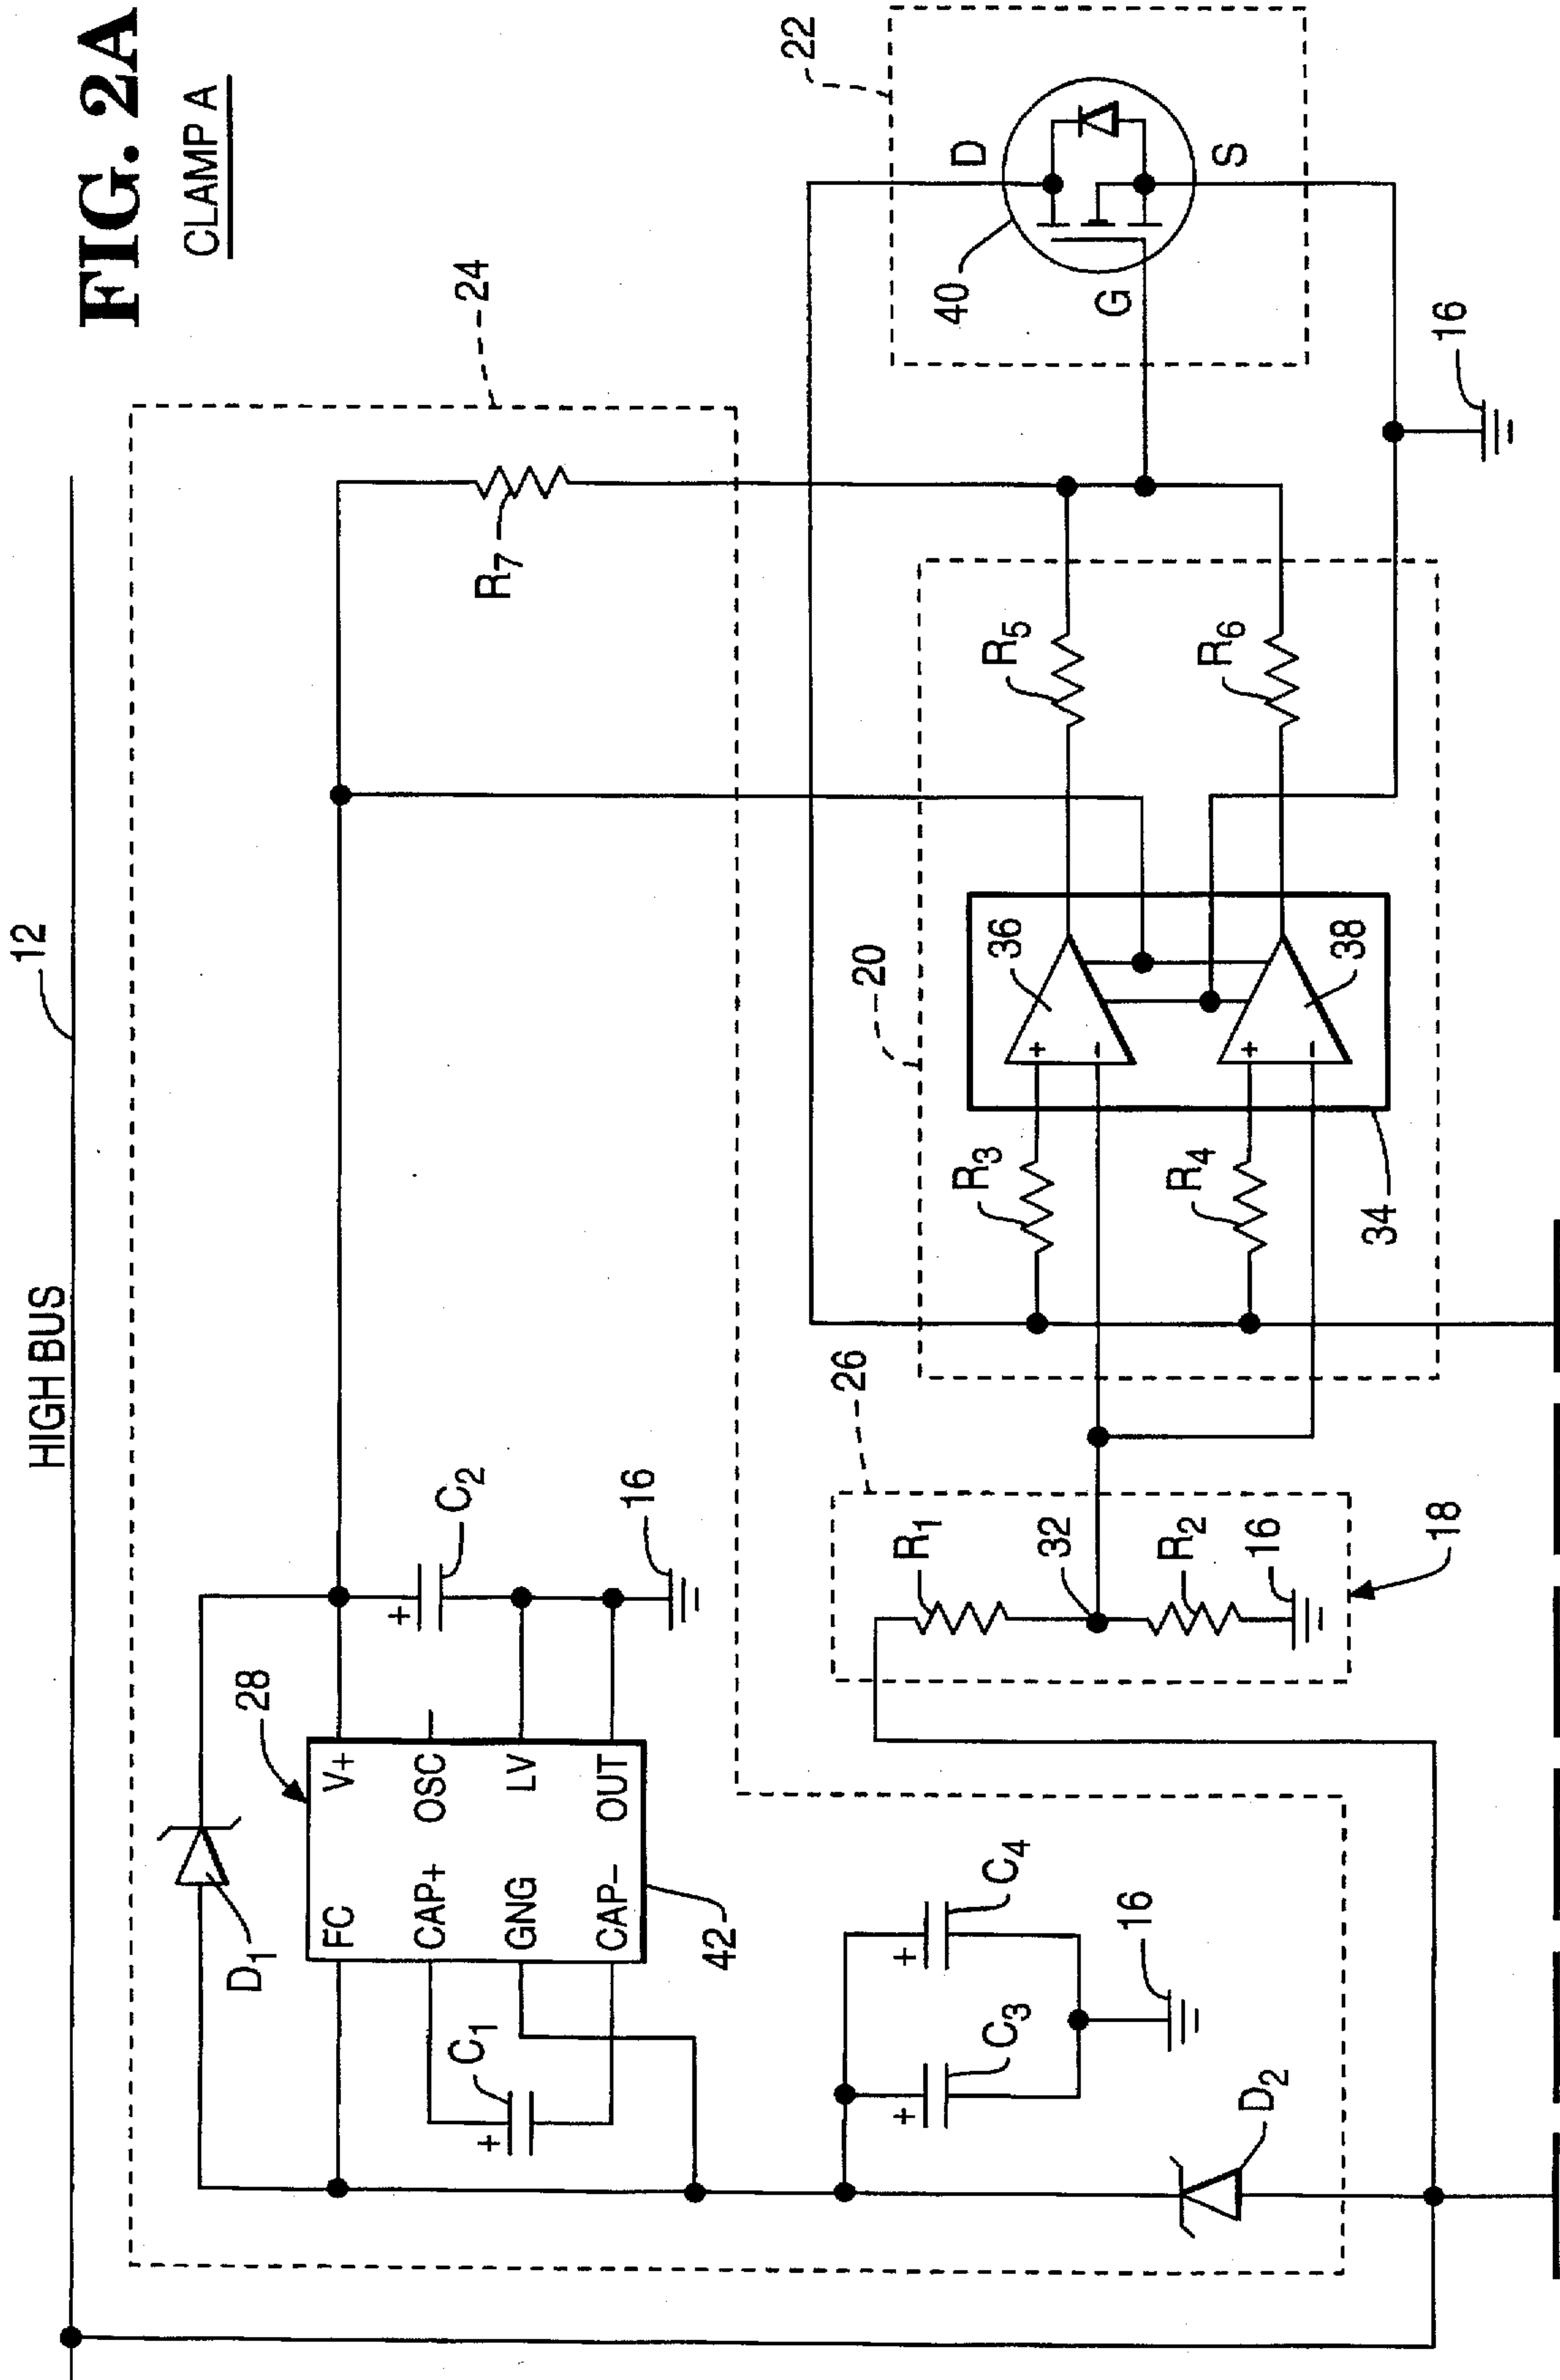 FIG. 2A
CLAMP A
HIGH BUS
12
24
22
D
40
G
S
16
R7
28
D1
FC
V+
CAP+
OSC
GNG
LV
CAP–
OUT
42
C1
C2
16
20
R5
R6
36
38
+
–
+
–
R3
R4
34
26
R1
32
R2
16
18
+
+
+
+
C3
C4
16
D2